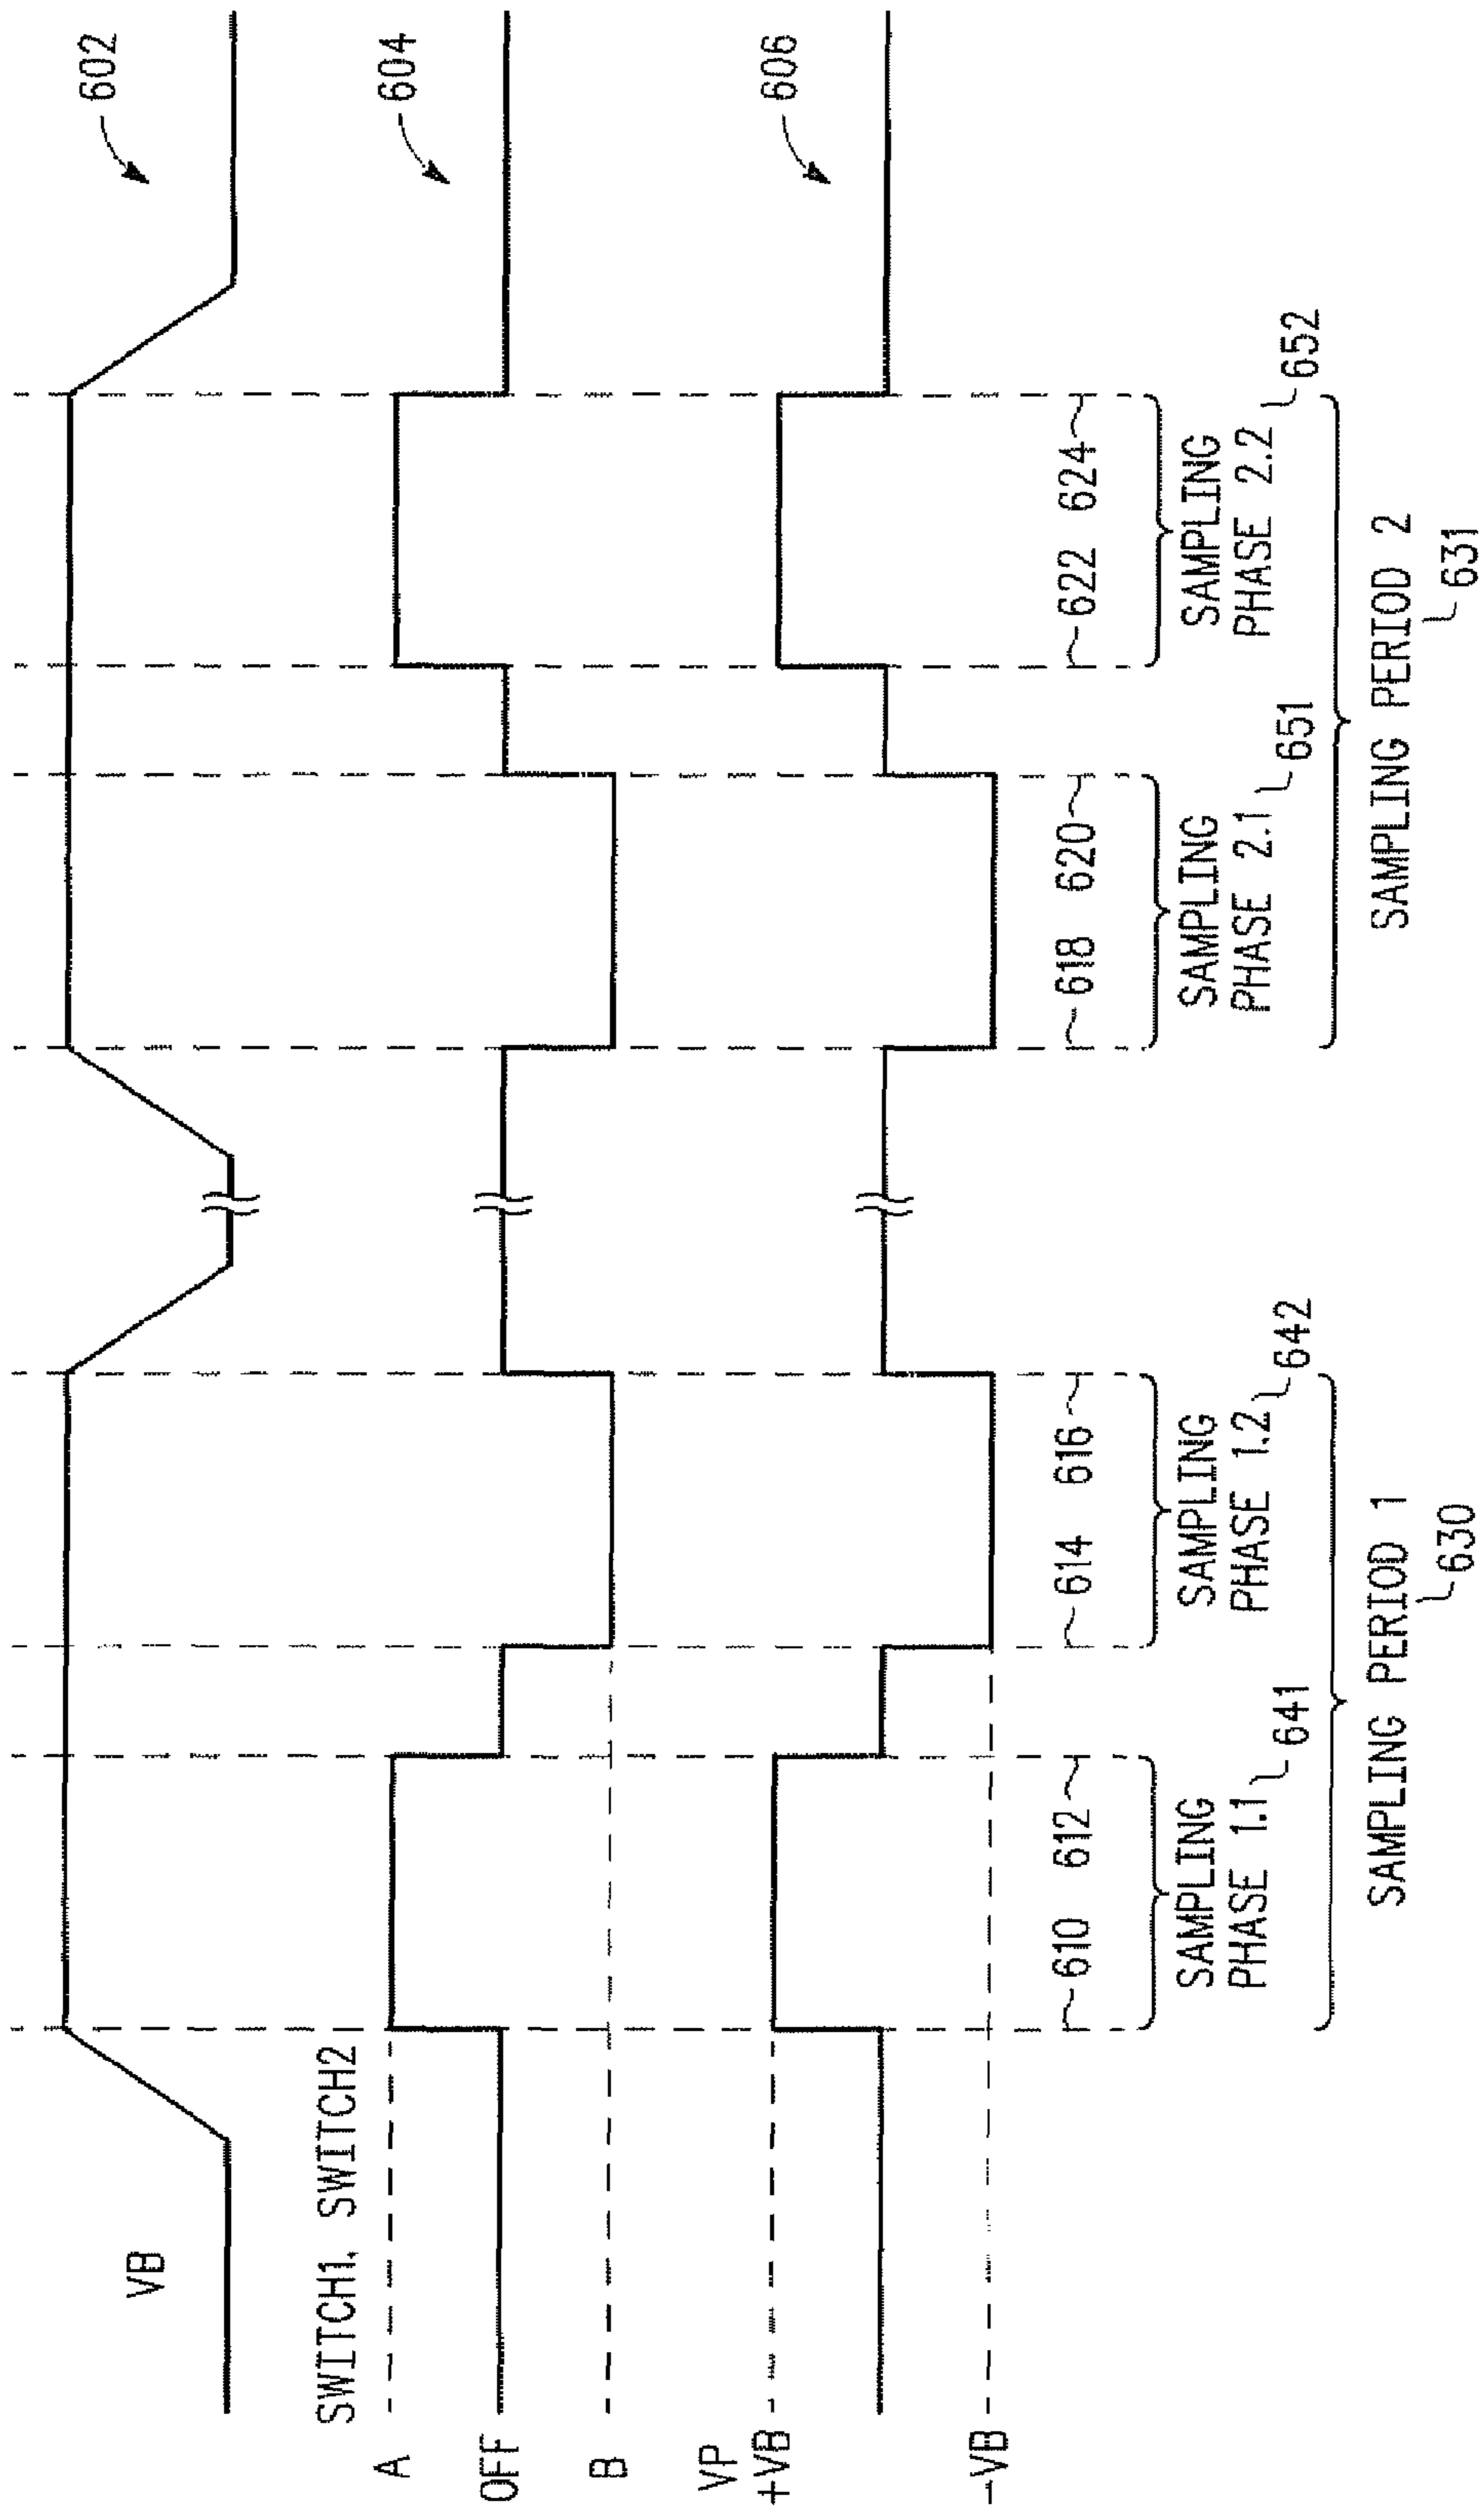 VB
602
SWITCH1, SWITCH2
A
OFF
B
604
VP
+VB
-VB
606
610 612 614 616 618 620 622 624
SAMPLING
PHASE 1.1
641
SAMPLING
PHASE 1.2
642
SAMPLING
PHASE 2.1
651
SAMPLING
PHASE 2.2
652
SAMPLING PERIOD 1
630
SAMPLING PERIOD 2
631